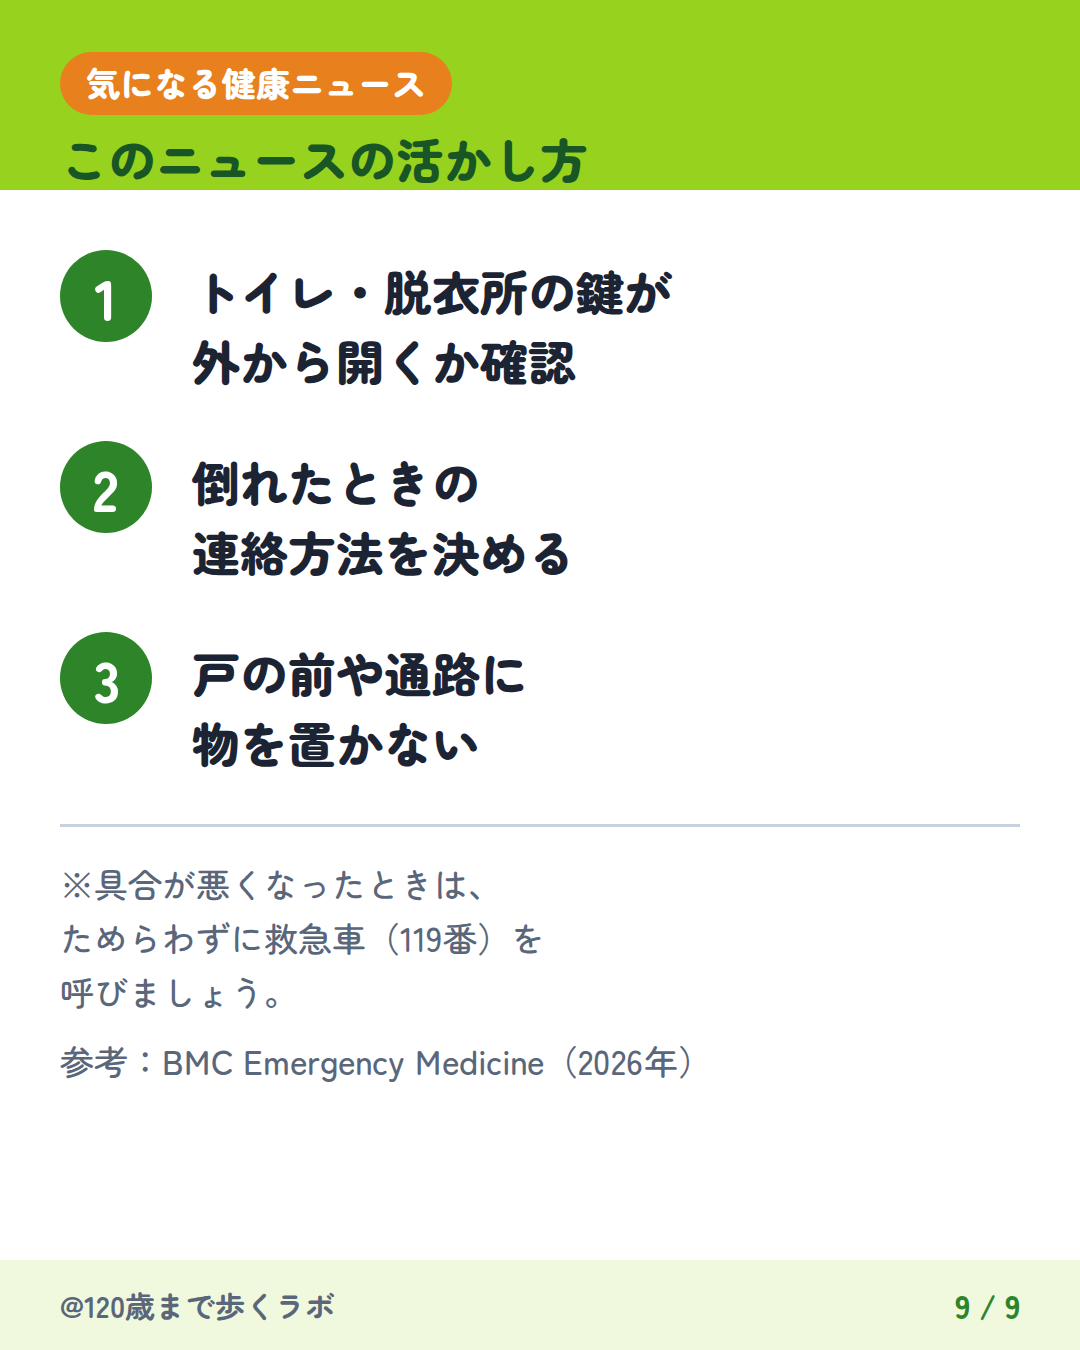 気になる健康ニュース
このニュースの活かし方
1
トイレ・脱衣所の鍵が
外から開くか確認
2
倒れたときの
連絡方法を決める
3
戸の前や通路に
物を置かない
※具合が悪くなったときは、
ためらわずに救急車（119番）を
呼びましょう。
参考：BMC Emergency Medicine（2026年）
@120歳まで歩くラボ
9 / 9